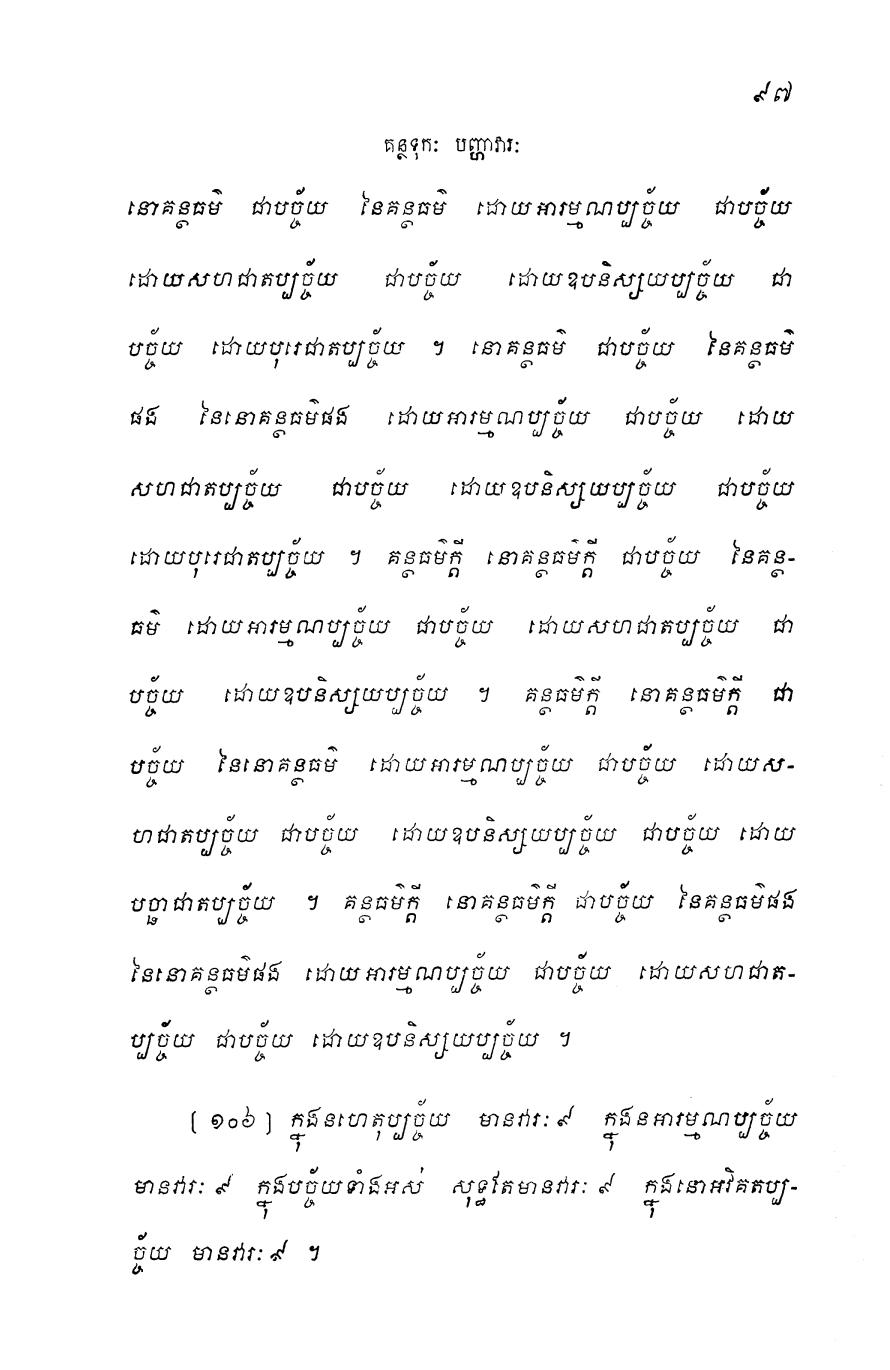 ៩៧
គន្ថទុកៈ បញ្ហាវារៈ
នោគន្ថធម៌ ជាបច្ច័យ នៃគន្ថធម៌ ដោយអារម្មណប្បច្ច័យ ជាបច្ច័យ
ដោយសហជាតប្បច្ច័យ ជាបច្ច័យ ដោយឧបនិស្សយប្បច្ច័យ ជា
បច្ច័យ ដោយបុរេជាតប្បច្ច័យ ។ នោគន្ថធម៌ ជាបច្ច័យ នៃគន្ថធម៌
ផង នៃនោគន្ថធម៌ផង ដោយអារម្មណប្បច្ច័យ ជាបច្ច័យ ដោយ
សហជាតប្បច្ច័យ ជាបច្ច័យ ដោយឧបនិស្សយប្បច្ច័យ ជាបច្ច័យ
ដោយបុរេជាតប្បច្ច័យ ។ គន្ថធម៌ក្តី នោគន្ថធម៌ក្តី ជាបច្ច័យ នៃគន្ថ-
ធម៌ ដោយអារម្មណប្បច្ច័យ ជាបច្ច័យ ដោយសហជាតប្បច្ច័យ ជា
បច្ច័យ ដោយឧបនិស្សយប្បច្ច័យ ។ គន្ថធម៌ក្តី នោគន្ថធម៌ក្តី ជា
បច្ច័យ នៃនោគន្ថធម៌ ដោយអារម្មណប្បច្ច័យ ជាបច្ច័យ ដោយស-
ហជាតប្បច្ច័យ ជាបច្ច័យ ដោយឧបនិស្សយប្បច្ច័យ ជាបច្ច័យ ដោយ
បច្ឆាជាតប្បច្ច័យ ។ គន្ថធម៌ក្តី នោគន្ថធម៌ក្តី ជាបច្ច័យ នៃគន្ថធម៌ផង
នៃនោគន្ថធម៌ផង ដោយអារម្មណប្បច្ច័យ ជាបច្ច័យ ដោយសហជាត-
ប្បច្ច័យ ជាបច្ច័យ ដោយឧបនិស្សយប្បច្ច័យ ។
[ ១០៦ ] ក្នុងនហេតុប្បច្ច័យ មានវារៈ ៩ ក្នុងនអារម្មណប្បច្ច័យ
មានវារៈ ៩ ក្នុងបច្ច័យទាំងអស់ សុទ្ធតែមានវារៈ ៩ ក្នុងនោអវិគតប្ប-
ច្ច័យ មានវារៈ ៩ ។